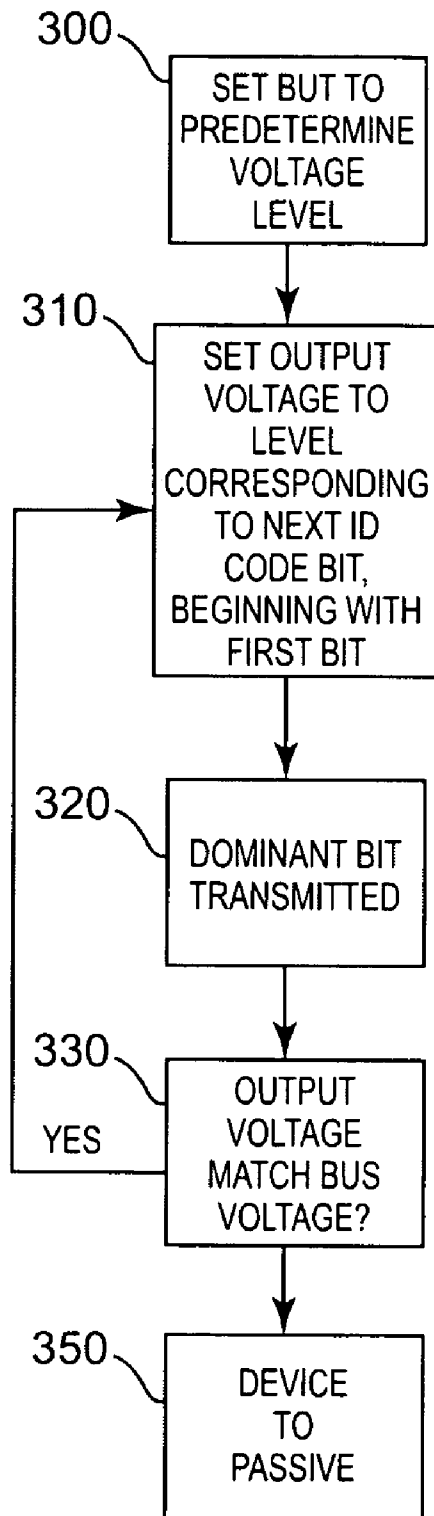 300
SET BUT TO
PREDETERMINE
VOLTAGE
LEVEL
310
SET OUTPUT
VOLTAGE TO
LEVEL
CORRESPONDING
TO NEXT ID
CODE BIT,
BEGINNING WITH
FIRST BIT
320
DOMINANT BIT
TRANSMITTED
330
OUTPUT
VOLTAGE
MATCH BUS
VOLTAGE?
YES
350
DEVICE
TO
PASSIVE